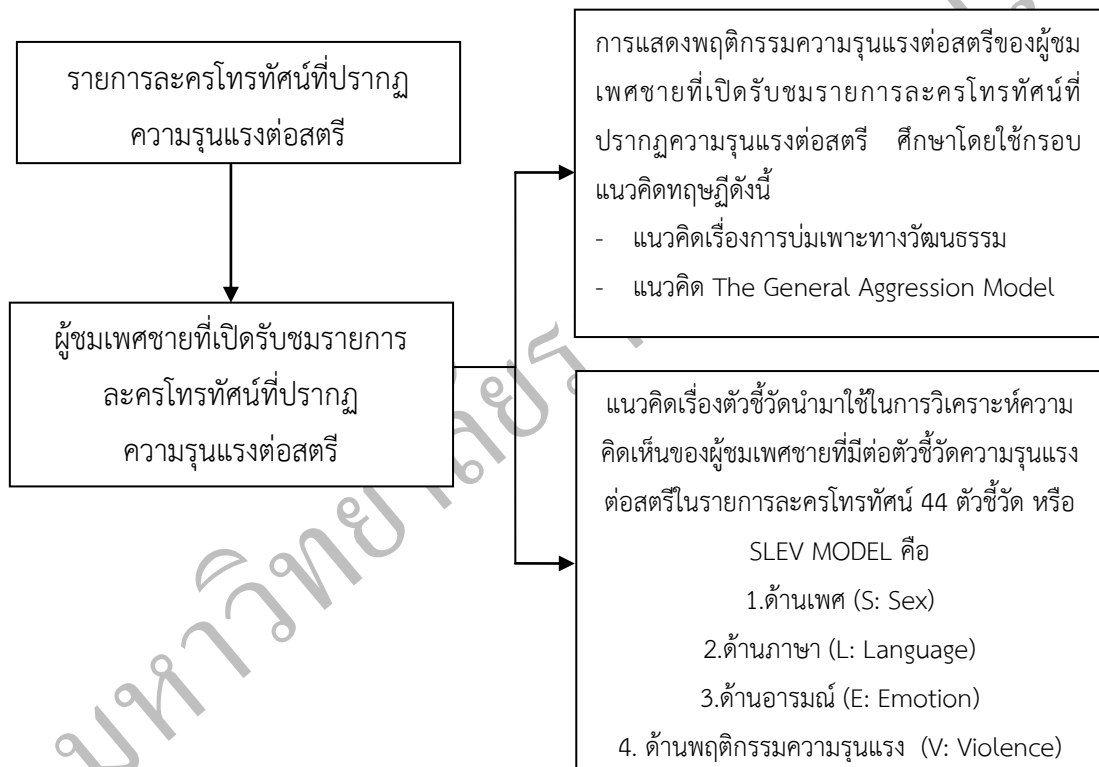 รายการละครโทรทัศน์ที่ปรากฏ
ความรุนแรงต่อสตรี
ผู้ชมเพศชายที่เปิดรับชมรายการ
ละครโทรทัศน์ที่ปรากฏ
ความรุนแรงต่อสตรี
การแสดงพฤติกรรมความรุนแรงต่อสตรีของผู้ชม
เพศชายที่เปิดรับชมรายการละครโทรทัศน์ที่
ปรากฏความรุนแรงต่อสตรี ศึกษาโดยใช้กรอบ
แนวคิดทฤษฎีดังนี้
- แนวคิดเรื่องการบ่มเพาะทางวัฒนธรรม
- แนวคิด The General Aggression Model
แนวคิดเรื่องตัวชี้วัดนำมาใช้ในการวิเคราะห์ความ
คิดเห็นของผู้ชมเพศชายที่มีต่อตัวชี้วัดความรุนแรง
ต่อสตรีในรายการละครโทรทัศน์ 44 ตัวชี้วัด หรือ
SLEV MODEL คือ
1.ด้านเพศ (S: Sex)
2.ด้านภาษา (L: Language)
3.ด้านอารมณ์ (E: Emotion)
4. ด้านพฤติกรรมความรุนแรง (V: Violence)